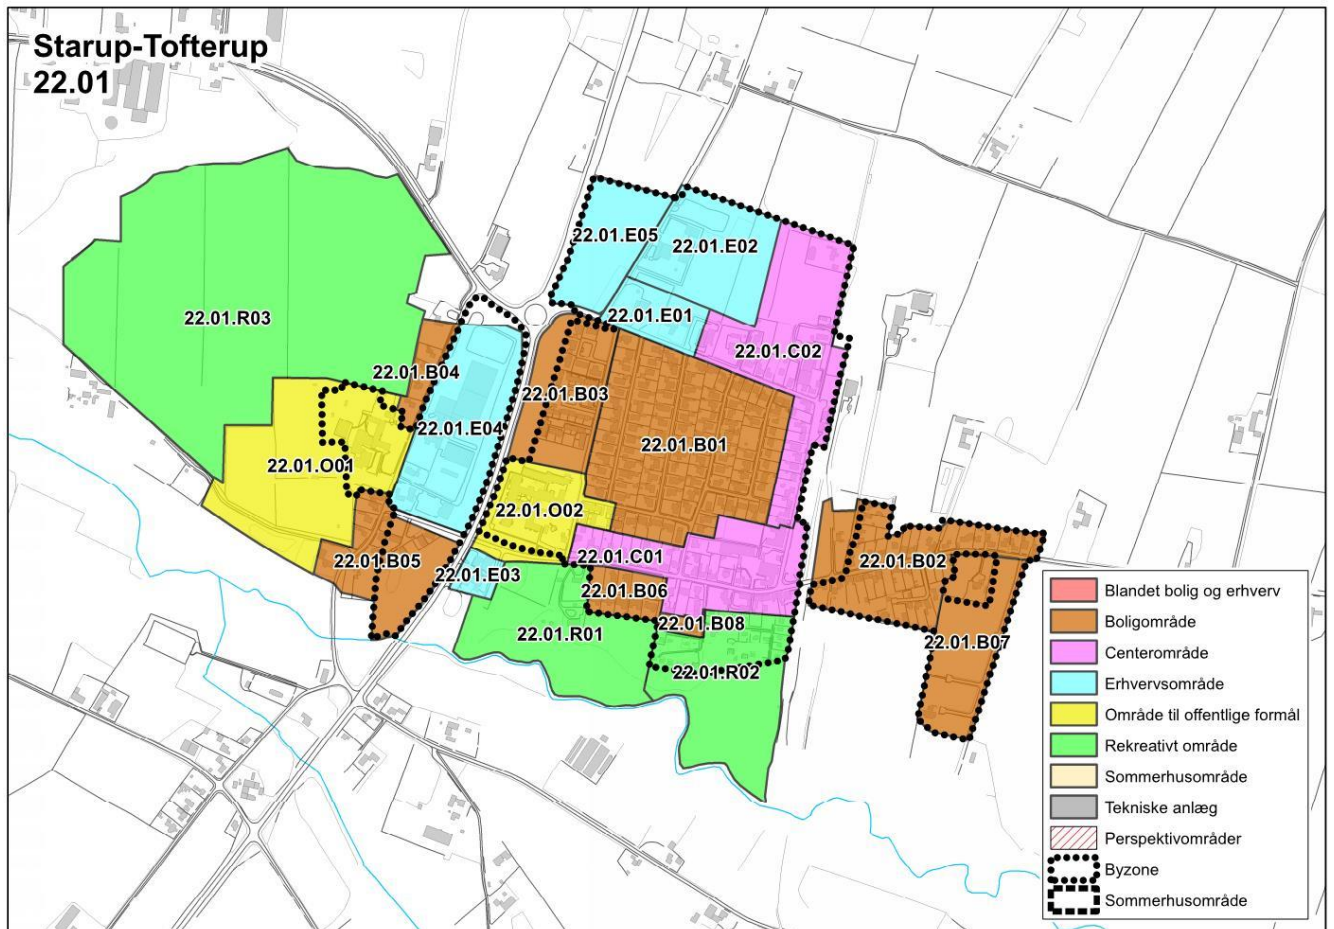 Starup-Tofterup
22.01
22.01.E05
22.01.E02
22.01.R03
22.01.E01
22.01.C02
22.01.B04
22.01.B03
22.01.E04
22.01.B01
22.01.O01
22.01.O02
22.01.C01
22.01.B05
22.01.B02
22.01.E03
22.01.B06
22.01.B08
22.01.R01
22.01.B07
22.01.R02
Blandet bolig og erhverv
Boligområde
Centerområde
Erhvervsområde
Område til offentlige formål
Rekreativt område
Sommerhusområde
Tekniske anlæg
Perspektivområder
Byzone
Sommerhusområde